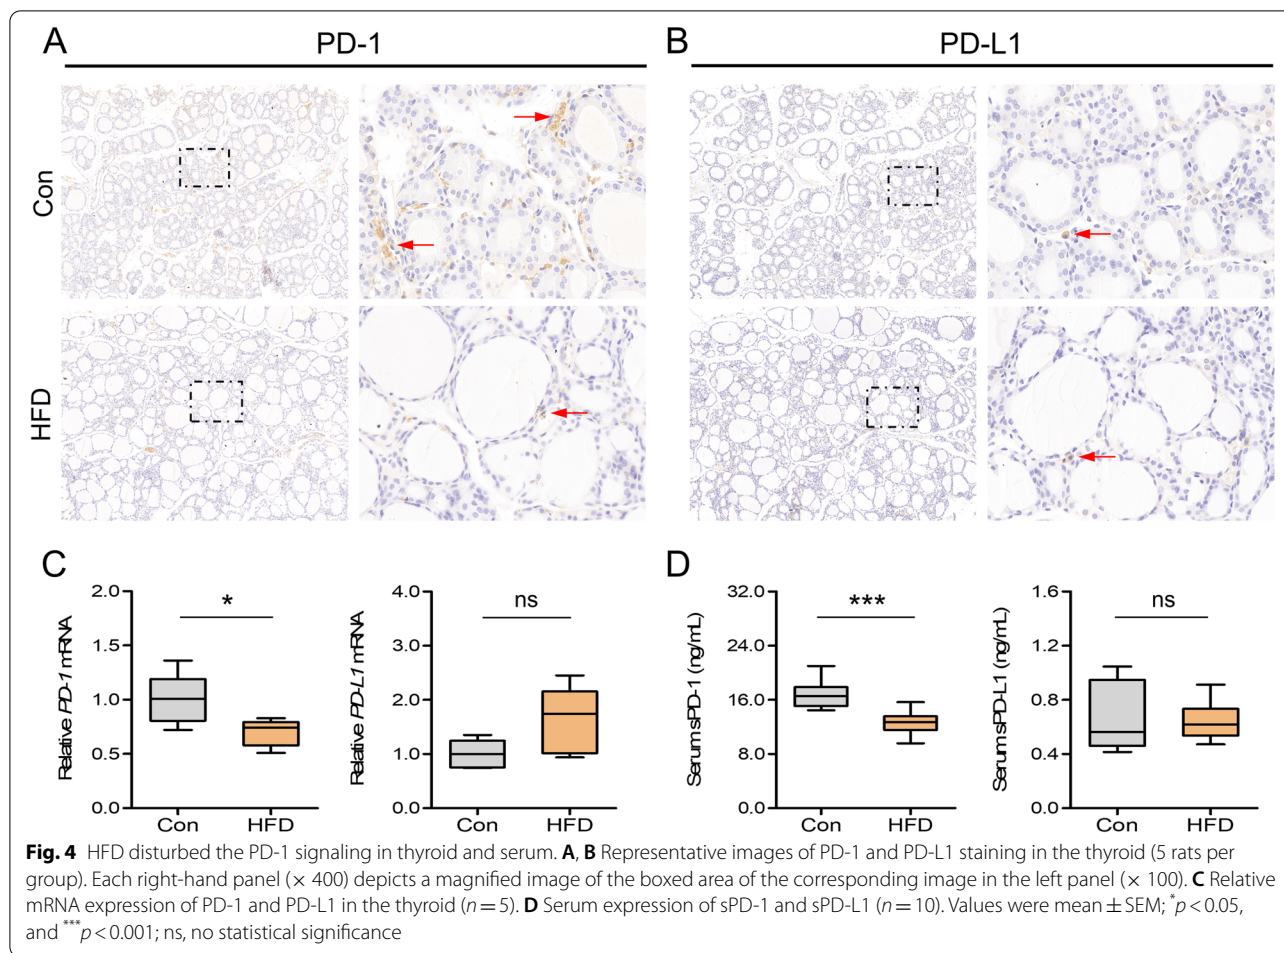 A PD-1
B PD-L1
Con
HFD
C
Relative PD-1 mRNA
2.0
1.5
1.0
0.5
0.0
*
Con HFD
Relative PD-L1 mRNA
4.0
3.0
2.0
1.0
0.0
ns
Con HFD
D
Serum sPD-1 (ng/mL)
32.0
24.0
16.0
8.0
0.0
***
Con HFD
Serum sPD-L1 (ng/mL)
1.6
1.2
0.8
0.4
0.0
ns
Con HFD
Fig. 4 HFD disturbed the PD-1 signaling in thyroid and serum. A, B Representative images of PD-1 and PD-L1 staining in the thyroid (5 rats per
group). Each right-hand panel (× 400) depicts a magnified image of the boxed area of the corresponding image in the left panel (× 100). C Relative
mRNA expression of PD-1 and PD-L1 in the thyroid (n = 5). D Serum expression of sPD-1 and sPD-L1 (n = 10). Values were mean ± SEM; *p < 0.05,
and ***p < 0.001; ns, no statistical significance